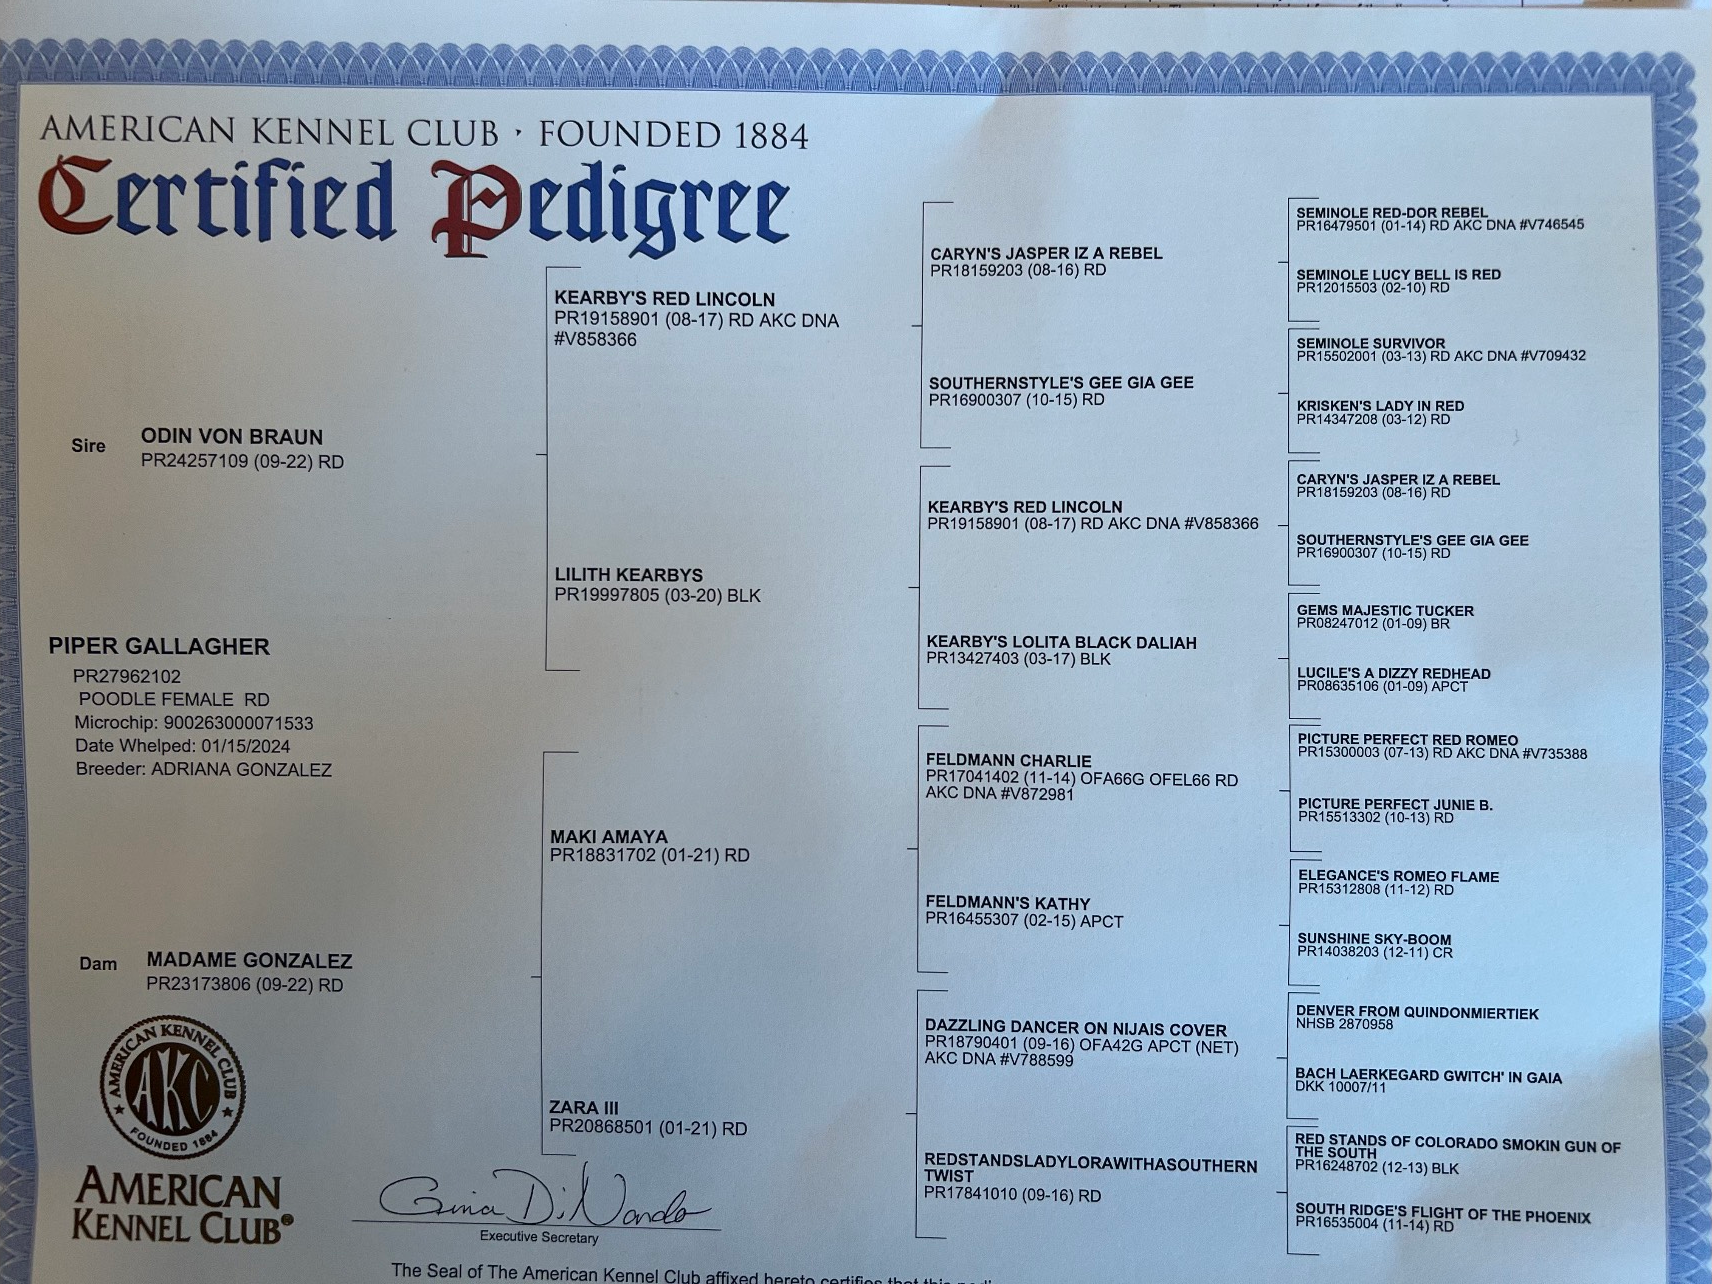 AMERICAN KENNEL CLUB · FOUNDED 1884
Certified Pedigree
KEARBY'S RED LINCOLN
PR19158901 (08-17) RD AKC DNA
#V858366
Sire
ODIN VON BRAUN
PR24257109 (09-22) RD
LILITH KEARBYS
PR19997805 (03-20) BLK
PIPER GALLAGHER
PR27962102
POODLE FEMALE RD
Microchip: 900263000071533
Date Whelped: 01/15/2024
Breeder: ADRIANA GONZALEZ
MAKI AMAYA
PR18831702 (01-21) RD
Dam
MADAME GONZALEZ
PR23173806 (09-22) RD
ZARA III
PR20868501 (01-21) RD
CARYN'S JASPER IZ A REBEL
PR18159203 (08-16) RD
SOUTHERNSTYLE'S GEE GIA GEE
PR16900307 (10-15) RD
KEARBY'S RED LINCOLN
PR19158901 (08-17) RD AKC DNA #V858366
KEARBY'S LOLITA BLACK DALIAH
PR13427403 (03-17) BLK
FELDMANN CHARLIE
PR17041402 (11-14) OFA66G OFEL66 RD
AKC DNA #V872981
FELDMANN'S KATHY
PR16455307 (02-15) APCT
DAZZLING DANCER ON NIJAIS COVER
PR18790401 (09-16) OFA42G APCT (NET)
AKC DNA #V788599
REDSTANDSLADYLORAWITHASOUTHERN
TWIST
PR17841010 (09-16) RD
SEMINOLE RED-DOR REBEL
PR16479501 (01-14) RD AKC DNA #V746545
SEMINOLE LUCY BELL IS RED
PR12015503 (02-10) RD
SEMINOLE SURVIVOR
PR15502001 (03-13) RD AKC DNA #V709432
KRISKEN'S LADY IN RED
PR14347208 (03-12) RD
CARYN'S JASPER IZ A REBEL
PR18159203 (08-16) RD
SOUTHERNSTYLE'S GEE GIA GEE
PR16900307 (10-15) RD
GEMS MAJESTIC TUCKER
PR08247012 (01-09) BR
LUCILE'S A DIZZY REDHEAD
PR08635106 (01-09) APCT
PICTURE PERFECT RED ROMEO
PR15300003 (07-13) RD AKC DNA #V735388
PICTURE PERFECT JUNIE B.
PR15513302 (10-13) RD
ELEGANCE'S ROMEO FLAME
PR15312808 (11-12) RD
SUNSHINE SKY-BOOM
PR14038203 (12-11) CR
DENVER FROM QUINDONMIERTIEK
NHSB 2870958
BACH LAERKEGARD GWITCH' IN GAIA
DKK 10007/11
RED STANDS OF COLORADO SMOKIN GUN OF
THE SOUTH
PR16248702 (12-13) BLK
SOUTH RIDGE'S FLIGHT OF THE PHOENIX
PR16535004 (11-14) RD
AMERICAN KENNEL CLUB
AKC
FOUNDED 1884
AMERICAN
KENNEL CLUB®
Gina DiNardo
Executive Secretary
The Seal of The American Kennel Club affixed hereto certifies that this